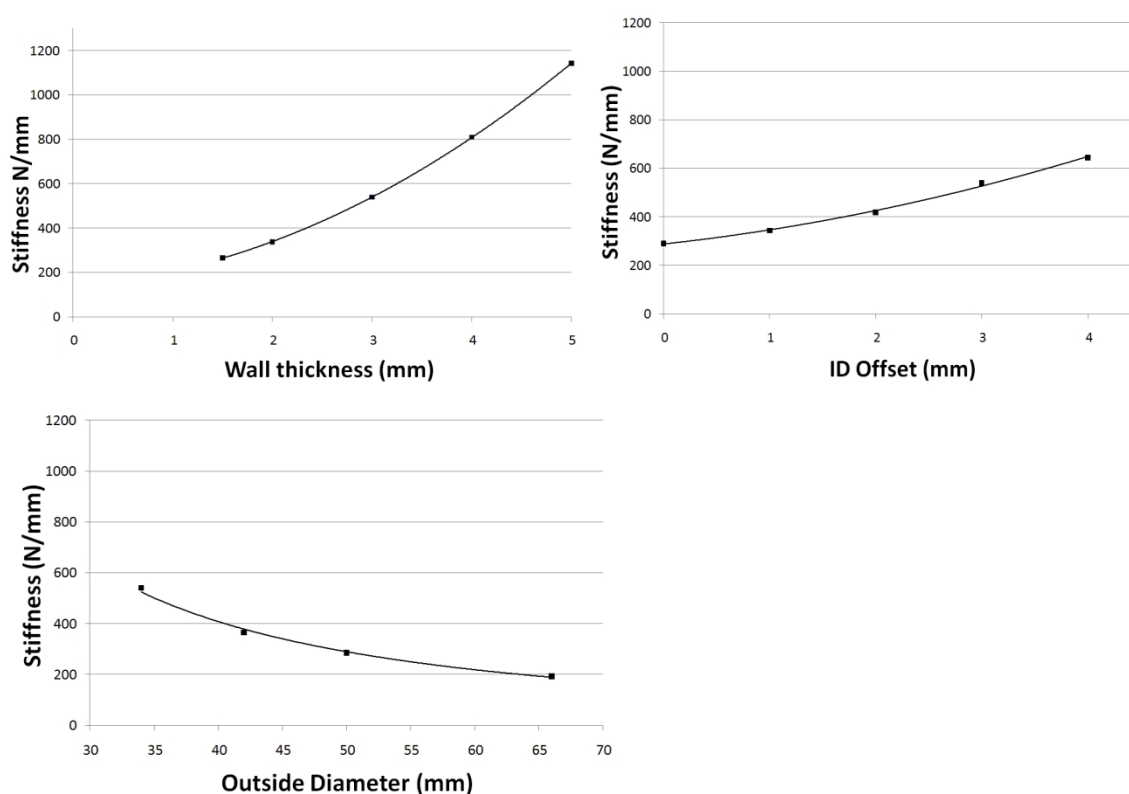 Stiffness N/mm
1200
1000
800
600
400
200
0
0 1 2 3 4 5
Wall thickness (mm)
Stiffness (N/mm)
1200
1000
800
600
400
200
0
0 1 2 3 4
ID Offset (mm)
Stiffness (N/mm)
1200
1000
800
600
400
200
0
30 35 40 45 50 55 60 65 70
Outside Diameter (mm)